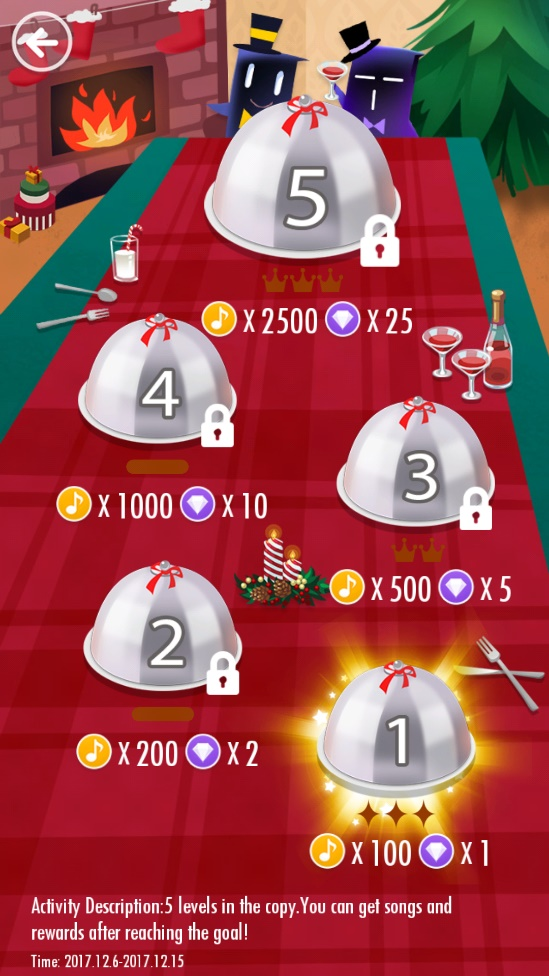 5
X 2500 X 25
4
X 1000 X 10
3
X 500 X 5
2
X 200 X 2
1
X 100 X 1
Activity Description:5 levels in the copy.You can get songs and
rewards after reaching the goal!
Time: 2017.12.6-2017.12.15